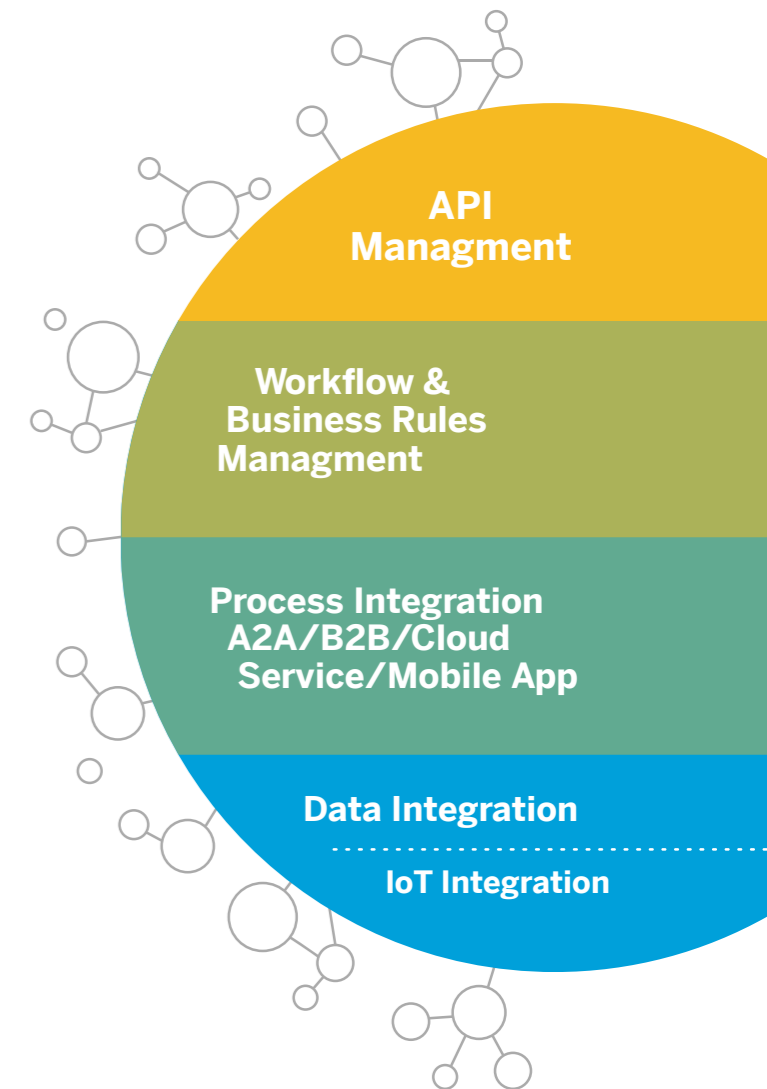 API
Managment
Workflow &
Business Rules
Managment
Process Integration
A2A/B2B/Cloud
Service/Mobile App
Data Integration
IoT Integration